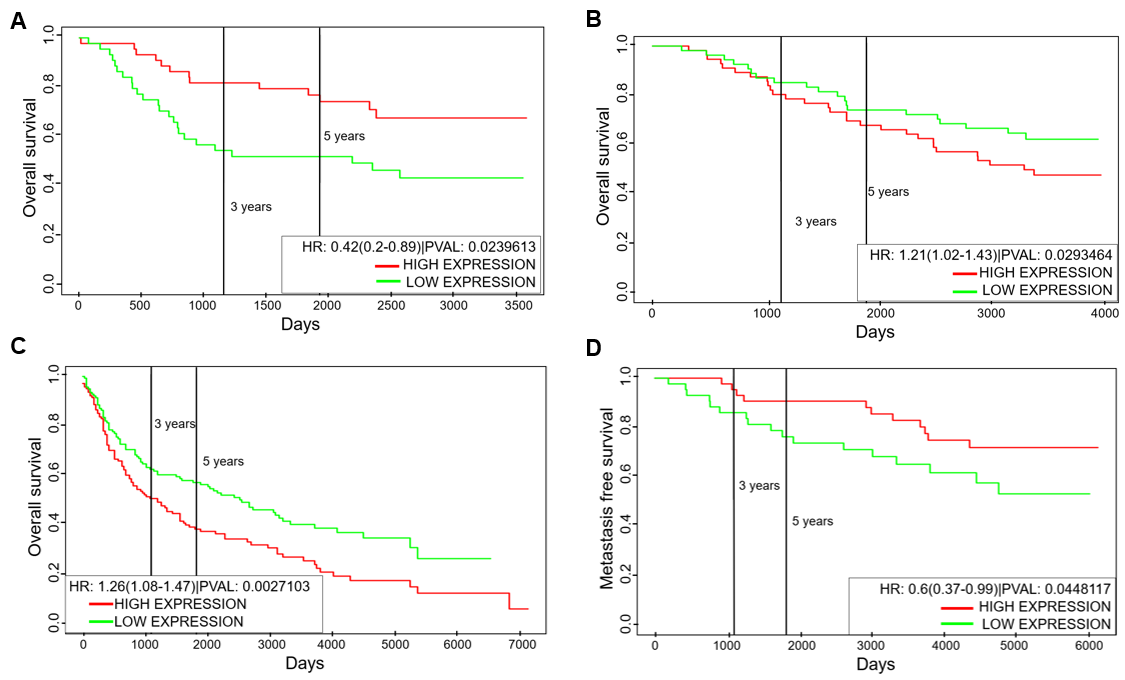 A
Overall survival
1.0
0.8
0.6
0.4
0.2
0.0
5 years
3 years
HR: 0.42(0.2-0.89)|PVAL: 0.0239613
HIGH EXPRESSION
LOW EXPRESSION
0 500 1000 1500 2000 2500 3000 3500
Days
B
Overall survival
1.0
0.8
0.6
0.4
0.2
0.0
5 years
3 years
HR: 1.21(1.02-1.43)|PVAL: 0.0293464
HIGH EXPRESSION
LOW EXPRESSION
0 1000 2000 3000 4000
Days
C
Overall survival
1.0
0.8
0.6
0.4
0.2
0.0
3 years
5 years
HR: 1.26(1.08-1.47)|PVAL: 0.0027103
HIGH EXPRESSION
LOW EXPRESSION
0 1000 2000 3000 4000 5000 6000 7000
Days
D
Metastasis free survival
1.0
0.8
0.6
0.4
0.2
0.0
3 years
5 years
HR: 0.6(0.37-0.99)|PVAL: 0.0448117
HIGH EXPRESSION
LOW EXPRESSION
0 1000 2000 3000 4000 5000 6000
Days